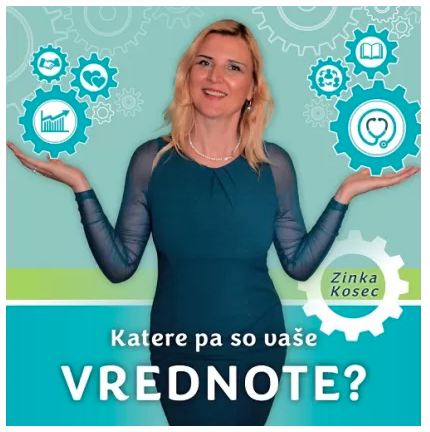 Zinka
Kosec
Katere pa so vaše
VREDNOTE?